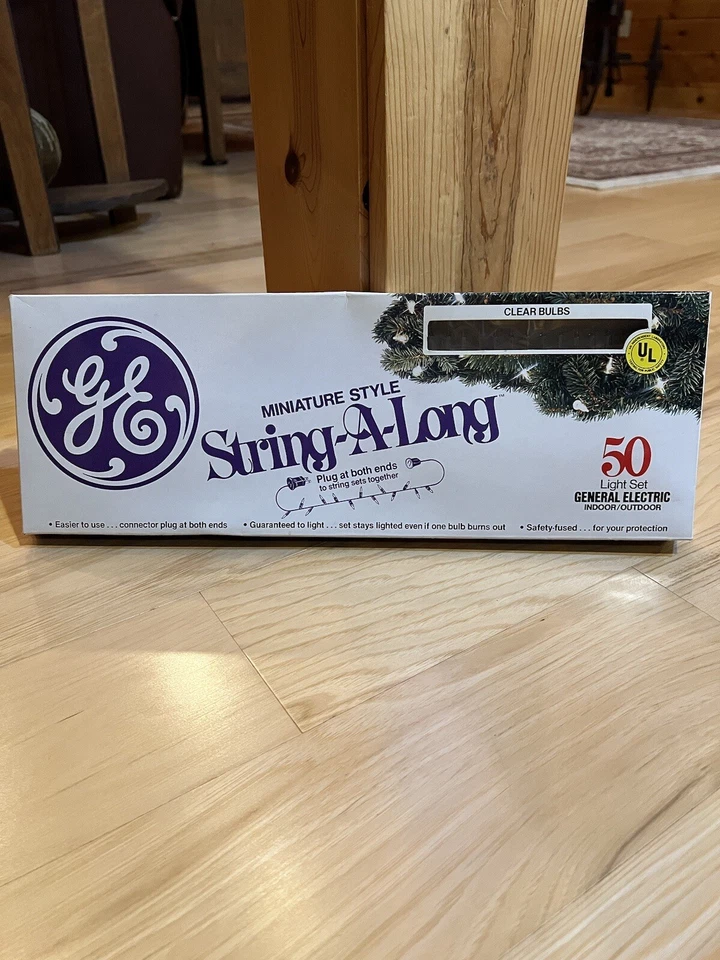 GE
CLEAR BULBS
UL
MINIATURE STYLE
String-A-Long™
Plug at both ends
to string sets together
50
Light Set
GENERAL ELECTRIC
INDOOR/OUTDOOR
• Easier to use . . . connector plug at both ends • Guaranteed to light . . . set stays lighted even if one bulb burns out • Safety-fused . . . for your protection